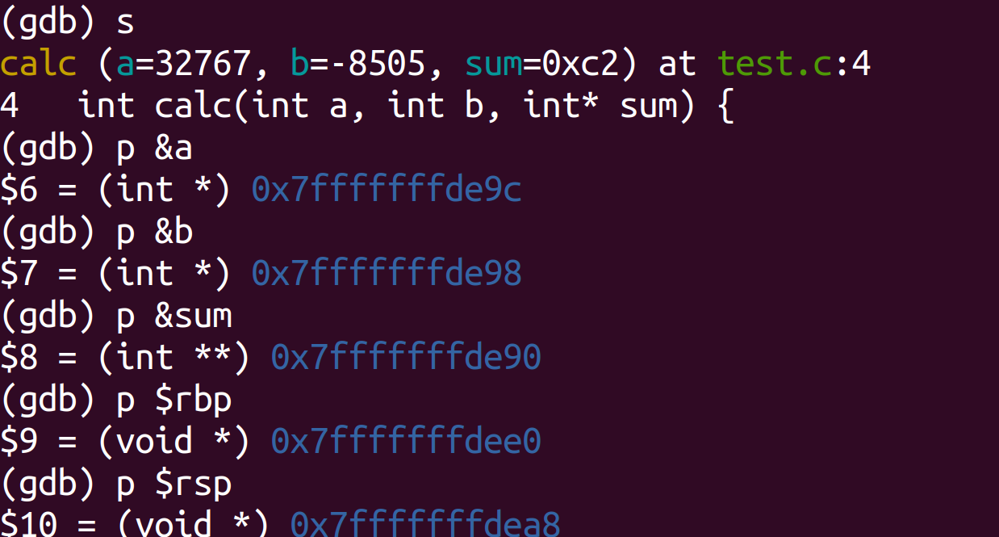 (gdb) s
calc (a=32767, b=-8505, sum=0xc2) at test.c:4
4   int calc(int a, int b, int* sum) {
(gdb) p &a
$6 = (int *) 0x7fffffffde9c
(gdb) p &b
$7 = (int *) 0x7fffffffde98
(gdb) p &sum
$8 = (int **) 0x7fffffffde90
(gdb) p $rbp
$9 = (void *) 0x7fffffffdee0
(gdb) p $rsp
$10 = (void *) 0x7fffffffdea8